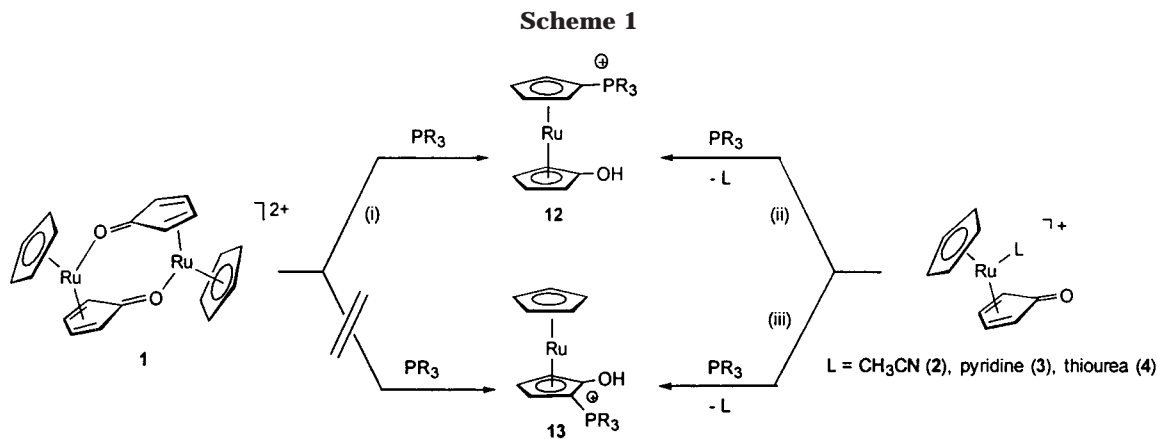 Scheme 1
⊕
PR3
Ru
OH
12
PR3
(i)
PR3
- L
(ii)
2+
O
Ru
Ru
O
1
+
L
Ru
O
L = CH3CN (2), pyridine (3), thiourea (4)
PR3
(iii)
PR3
- L
Ru
OH
⊕
PR3
13